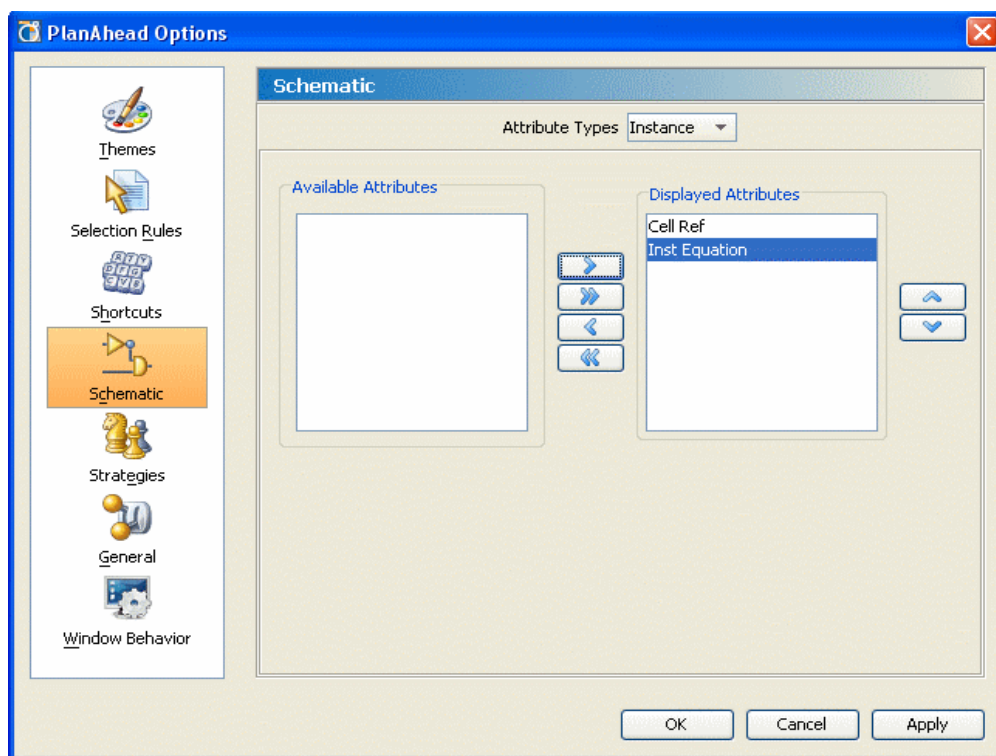 PlanAhead Options
Themes
Selection Rules
Shortcuts
Schematic
Strategies
General
Window Behavior
Schematic
Attribute Types Instance
Available Attributes
Displayed Attributes
Cell Ref
Inst Equation
OK Cancel Apply